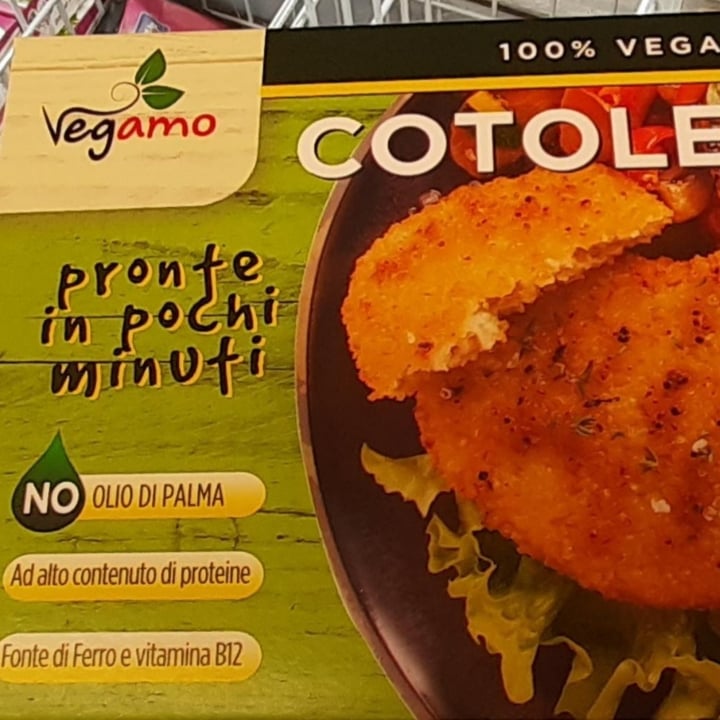 100% VEGA
Vegamo
COTOLE
pronte
in pochi
minuti
NO OLIO DI PALMA
Ad alto contenuto di proteine
Fonte di Ferro e vitamina B12